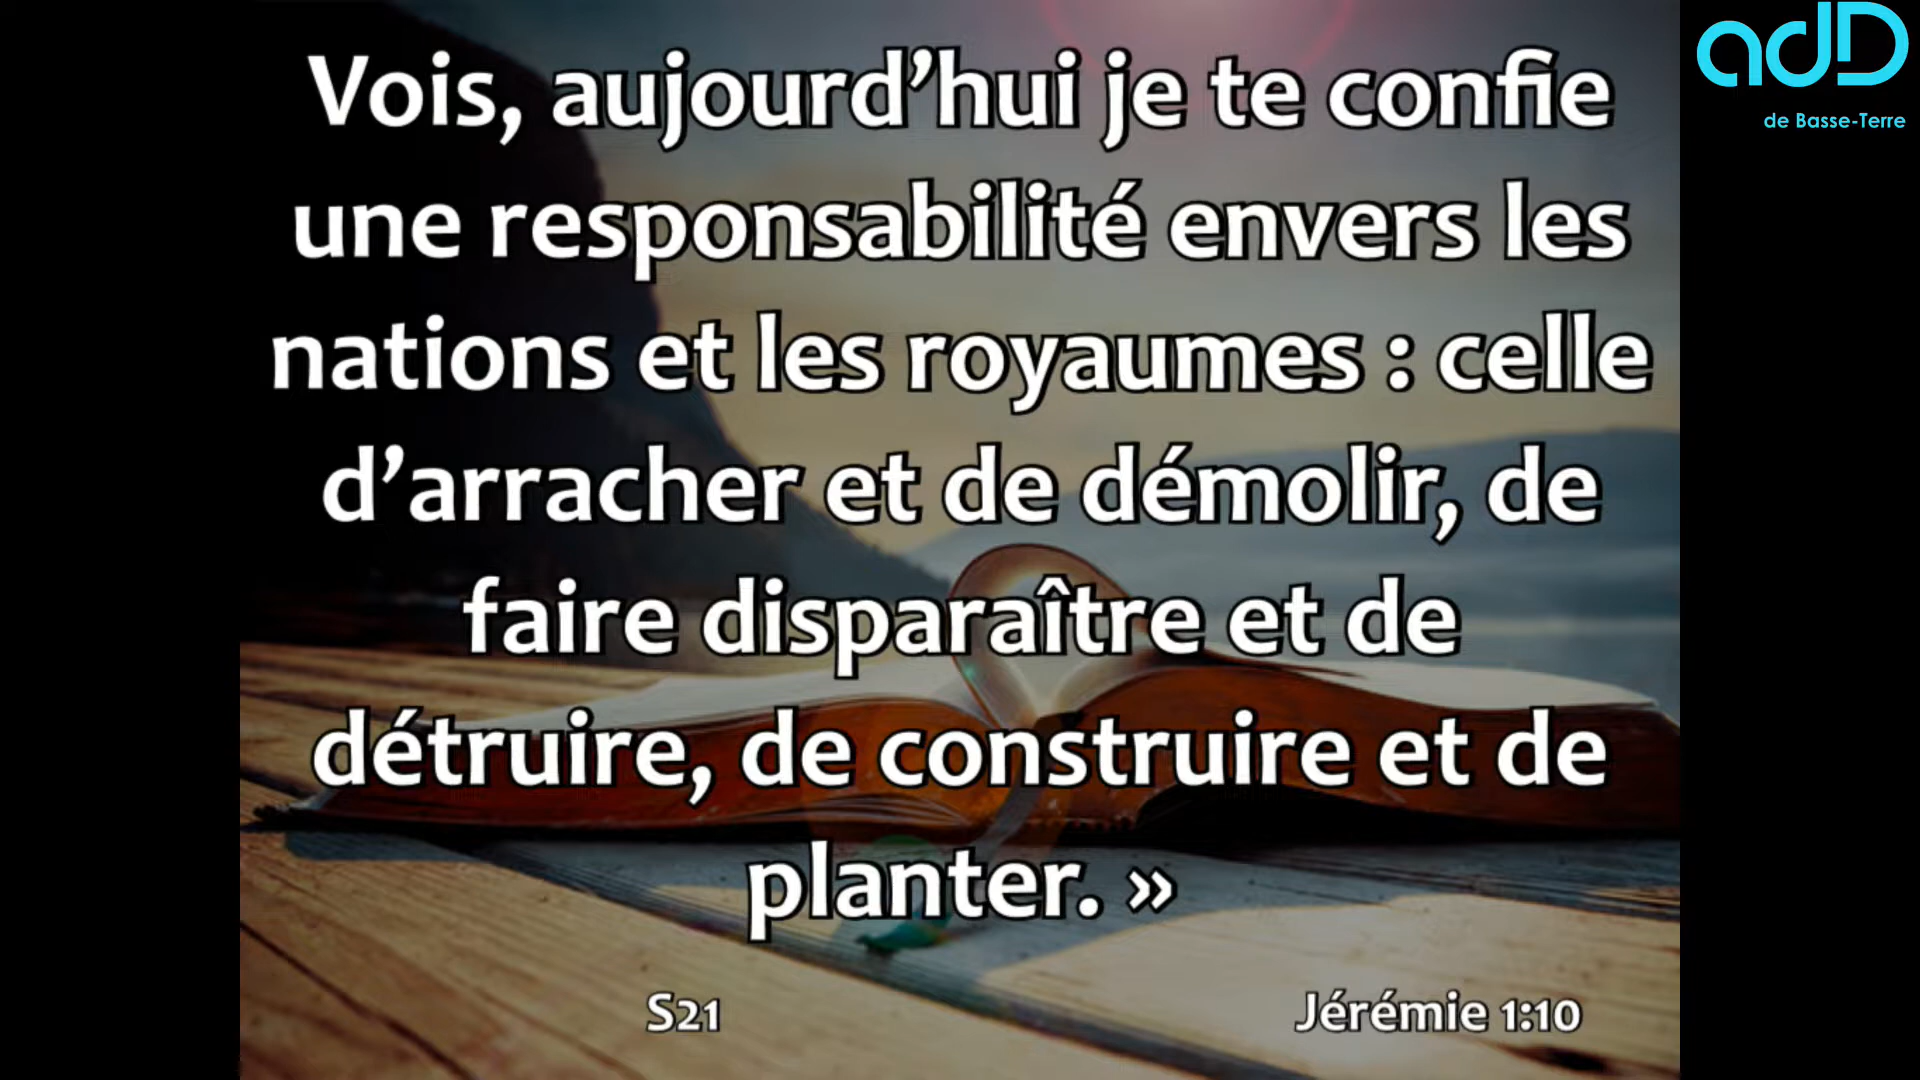 Vois, aujourd’hui je te confie
une responsabilité envers les
nations et les royaumes : celle
d’arracher et de démolir, de
faire disparaître et de
détruire, de construire et de
planter. »
S21 Jérémie 1:10
adD
de Basse-Terre